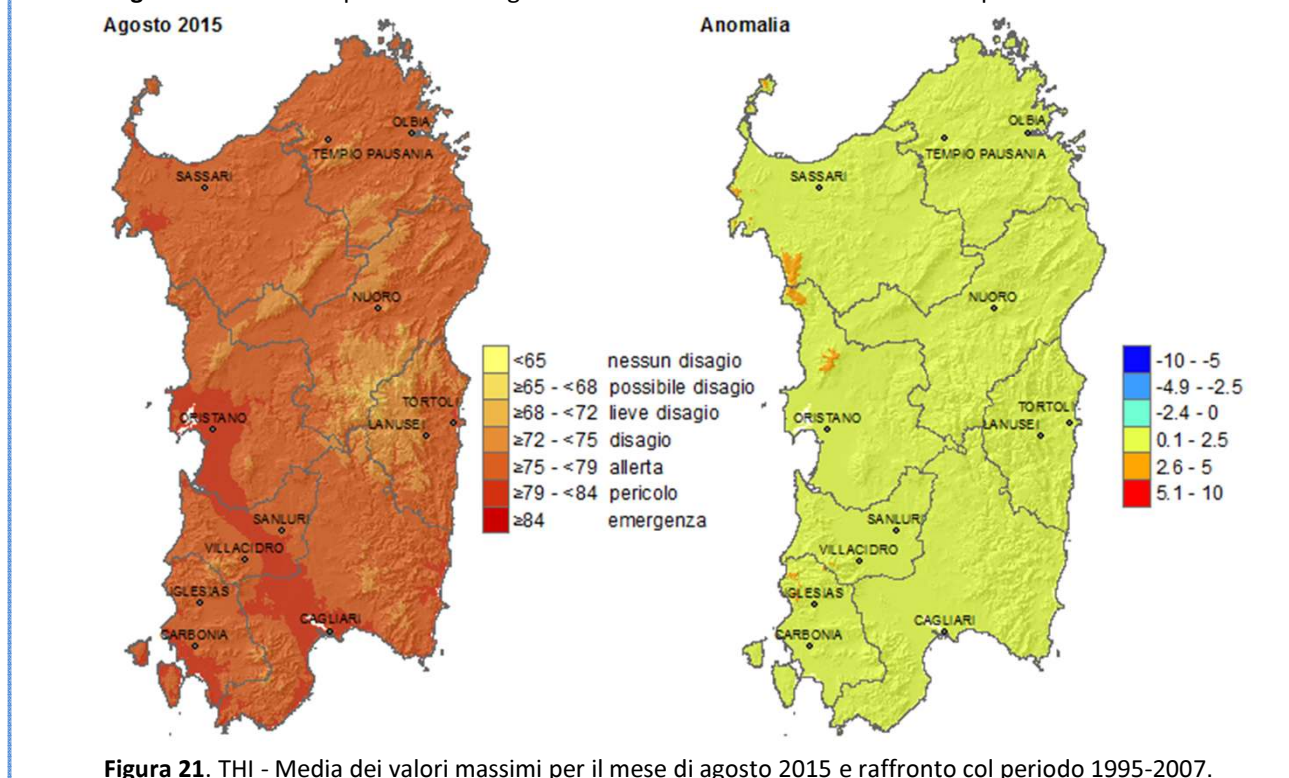 Agosto 2015
Anomalia
OLBIA
TEMPIO PAUSANIA
SASSARI
NUORO
TORTOLI
ORISTANO
LANUSEI
SANLURI
VILLACIDRO
IGLESIAS
CAGLIARI
CARBONIA
<65 nessun disagio
≥65 - <68 possibile disagio
≥68 - <72 lieve disagio
≥72 - <75 disagio
≥75 - <79 allerta
≥79 - <84 pericolo
≥84 emergenza
OLBIA
TEMPIO PAUSANIA
SASSARI
NUORO
TORTOLI
ORISTANO
LANUSEI
SANLURI
VILLACIDRO
IGLESIAS
CAGLIARI
CARBONIA
-10 - -5
-4.9 - -2.5
-2.4 - 0
0.1 - 2.5
2.6 - 5
5.1 - 10
Figura 21. THI - Media dei valori massimi per il mese di agosto 2015 e raffronto col periodo 1995-2007.